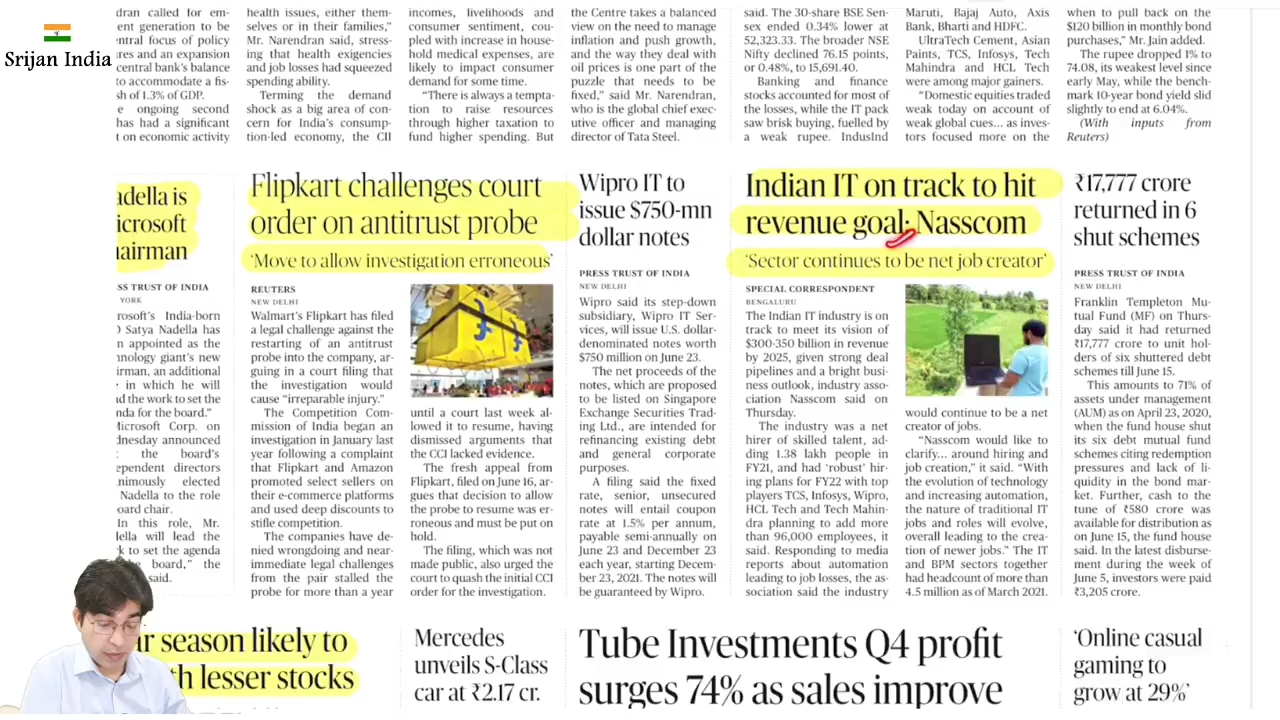 Srijan India
dran called for em-
ent generation to be
ntral focus of policy
res and an expansion
central bank's balance
to accommodate a fis-
sh of 1.3% of GDP.
e ongoing second
has had a significant
t on economic activity
health issues, either them-
selves or in their families,"
Mr. Narendran said, stress-
ing that health exigencies
and job losses had squeezed
spending ability.
Terming the demand
shock as a big area of con-
cern for India's consump-
tion-led economy, the CII
incomes, livelihoods and
consumer sentiment, cou-
pled with increase in house-
hold medical expenses, are
likely to impact consumer
demand for some time.
"There is always a tempta-
tion to raise resources
through higher taxation to
fund higher spending. But
the Centre takes a balanced
view on the need to manage
inflation and push growth,
and the way they deal with
oil prices is one part of the
puzzle that needs to be
fixed," said Mr. Narendran,
who is the global chief exec-
utive officer and managing
director of Tata Steel.
said. The 30-share BSE Sen-
sex ended 0.34% lower at
52,323.33. The broader NSE
Nifty declined 76.15 points,
or 0.48%, to 15,691.40.
Banking and finance
stocks accounted for most of
the losses, while the IT pack
saw brisk buying, fuelled by
a weak rupee. IndusInd
Maruti, Bajaj Auto, Axis
Bank, Bharti and HDFC.
UltraTech Cement, Asian
Paints, TCS, Infosys, Tech
Mahindra and HCL Tech
were among major gainers.
"Domestic equities traded
weak today on account of
weak global cues... as inves-
tors focused more on the
when to pull back on the
$120 billion in monthly bond
purchases," Mr. Jain added.
The rupee dropped 1% to
74.08, its weakest level since
early May, while the bench-
mark 10-year bond yield slid
slightly to end at 6.04%.
(With inputs from
Reuters)
adella is
icrosoft
hairman
SS TRUST OF INDIA
YORK
rosoft's India-born
O Satya Nadella has
n appointed as the
hnology giant's new
irman, an additional
e in which he will
ad the work to set the
nda for the board."
Microsoft Corp. on
dnesday announced
t the board's
ependent directors
nimously elected
Nadella to the role
oard chair.
In this role, Mr.
della will lead the
k to set the agenda
board," the
said.
Flipkart challenges court
order on antitrust probe
'Move to allow investigation erroneous'
REUTERS
NEW DELHI
Walmart's Flipkart has filed
a legal challenge against the
restarting of an antitrust
probe into the company, ar-
guing in a court filing that
the investigation would
cause "irreparable injury."
The Competition Com-
mission of India began an
investigation in January last
year following a complaint
that Flipkart and Amazon
promoted select sellers on
their e-commerce platforms
and used deep discounts to
stifle competition.
The companies have de-
nied wrongdoing and near-
immediate legal challenges
from the pair stalled the
probe for more than a year
until a court last week al-
lowed it to resume, having
dismissed arguments that
the CCI lacked evidence.
The fresh appeal from
Flipkart, filed on June 16, ar-
gues that decision to allow
the probe to resume was er-
roneous and must be put on
hold.
The filing, which was not
made public, also urged the
court to quash the initial CCI
order for the investigation.
Wipro IT to
issue $750-mn
dollar notes
PRESS TRUST OF INDIA
NEW DELHI
Wipro said its step-down
subsidiary, Wipro IT Ser-
vices, will issue U.S. dollar-
denominated notes worth
$750 million on June 23.
The net proceeds of the
notes, which are proposed
to be listed on Singapore
Exchange Securities Trad-
ing Ltd., are intended for
refinancing existing debt
and general corporate
purposes.
A filing said the fixed
rate, senior, unsecured
notes will entail coupon
rate at 1.5% per annum,
payable semi-annually on
June 23 and December 23
each year, starting Decem-
ber 23, 2021. The notes will
be guaranteed by Wipro.
Indian IT on track to hit
revenue goal: Nasscom
'Sector continues to be net job creator'
SPECIAL CORRESPONDENT
BENGALURU
The Indian IT industry is on
track to meet its vision of
$300-350 billion in revenue
by 2025, given strong deal
pipelines and a bright busi-
ness outlook, industry asso-
ciation Nasscom said on
Thursday.
The industry was a net
hirer of skilled talent, ad-
ding 1.38 lakh people in
FY21, and had 'robust' hir-
ing plans for FY22 with top
players TCS, Infosys, Wipro,
HCL Tech and Tech Mahin-
dra planning to add more
than 96,000 employees, it
said. Responding to media
reports about automation
leading to job losses, the as-
sociation said the industry
would continue to be a net
creator of jobs.
"Nasscom would like to
clarify... around hiring and
job creation," it said. "With
the evolution of technology
and increasing automation,
the nature of traditional IT
jobs and roles will evolve,
overall leading to the crea-
tion of newer jobs." The IT
and BPM sectors together
had headcount of more than
4.5 million as of March 2021.
₹17,777 crore
returned in 6
shut schemes
PRESS TRUST OF INDIA
NEW DELHI
Franklin Templeton Mu-
tual Fund (MF) on Thurs-
day said it had returned
₹17,777 crore to unit hol-
ders of six shuttered debt
schemes till June 15.
This amounts to 71% of
assets under management
(AUM) as on April 23, 2020,
when the fund house shut
its six debt mutual fund
schemes citing redemption
pressures and lack of li-
quidity in the bond mar-
ket. Further, cash to the
tune of ₹580 crore was
available for distribution as
on June 15, the fund house
said. In the latest disburse-
ment during the week of
June 5, investors were paid
₹3,205 crore.
ar season likely to
th lesser stocks
Mercedes
unveils S-Class
car at ₹2.17 cr.
Tube Investments Q4 profit
surges 74% as sales improve
'Online casual
gaming to
grow at 29%'